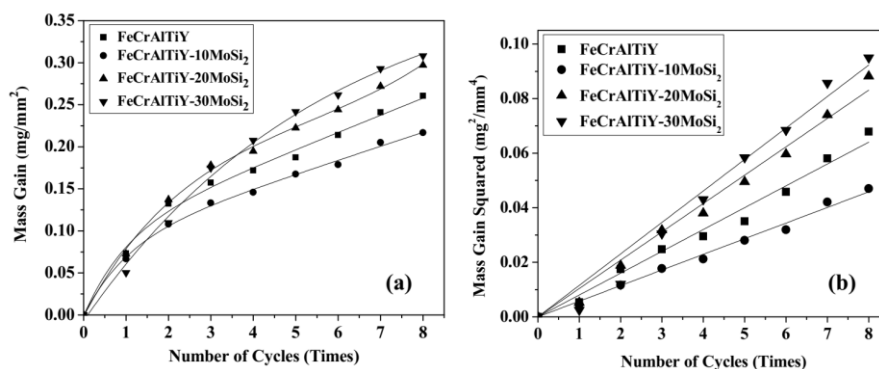 0.35
0.30
0.25
0.20
0.15
0.10
0.05
0.00
Mass Gain (mg/mm²)
FeCrAlTiY
FeCrAlTiY-10MoSi₂
FeCrAlTiY-20MoSi₂
FeCrAlTiY-30MoSi₂
(a)
0 1 2 3 4 5 6 7 8
Number of Cycles (Times)
0.10
0.08
0.06
0.04
0.02
0.00
Mass Gain Squared (mg²/mm⁴)
FeCrAlTiY
FeCrAlTiY-10MoSi₂
FeCrAlTiY-20MoSi₂
FeCrAlTiY-30MoSi₂
(b)
0 1 2 3 4 5 6 7 8
Number of Cycles (Times)